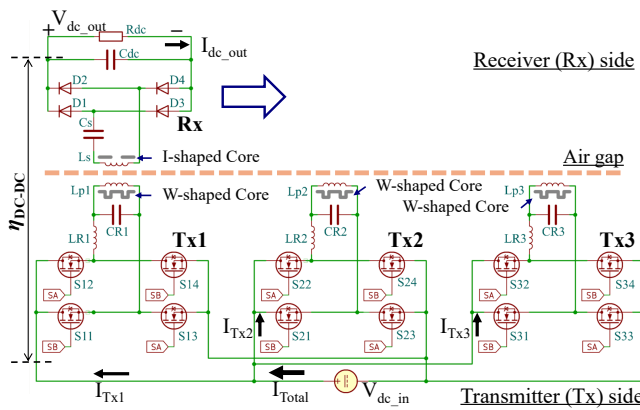 V_dc_out
+ Rdc −
I_dc_out
Cdc
D2 D4
D1 D3
Rx
Cs
Ls
I-shaped Core
Receiver (Rx) side
Air gap
η_DC-DC
Lp1
W-shaped Core
CR1
LR1
Tx1
S12
S14
SA
SB
S11
S13
SB
SA
I_Tx1
Lp2
W-shaped Core
CR2
LR2
Tx2
S22
S24
SA
SB
I_Tx2
S21
S23
SB
SA
I_Total
+
V_dc_in
Lp3
W-shaped Core
CR3
LR3
Tx3
S32
S34
SA
SB
I_Tx3
S31
S33
SB
SA
Transmitter (Tx) side